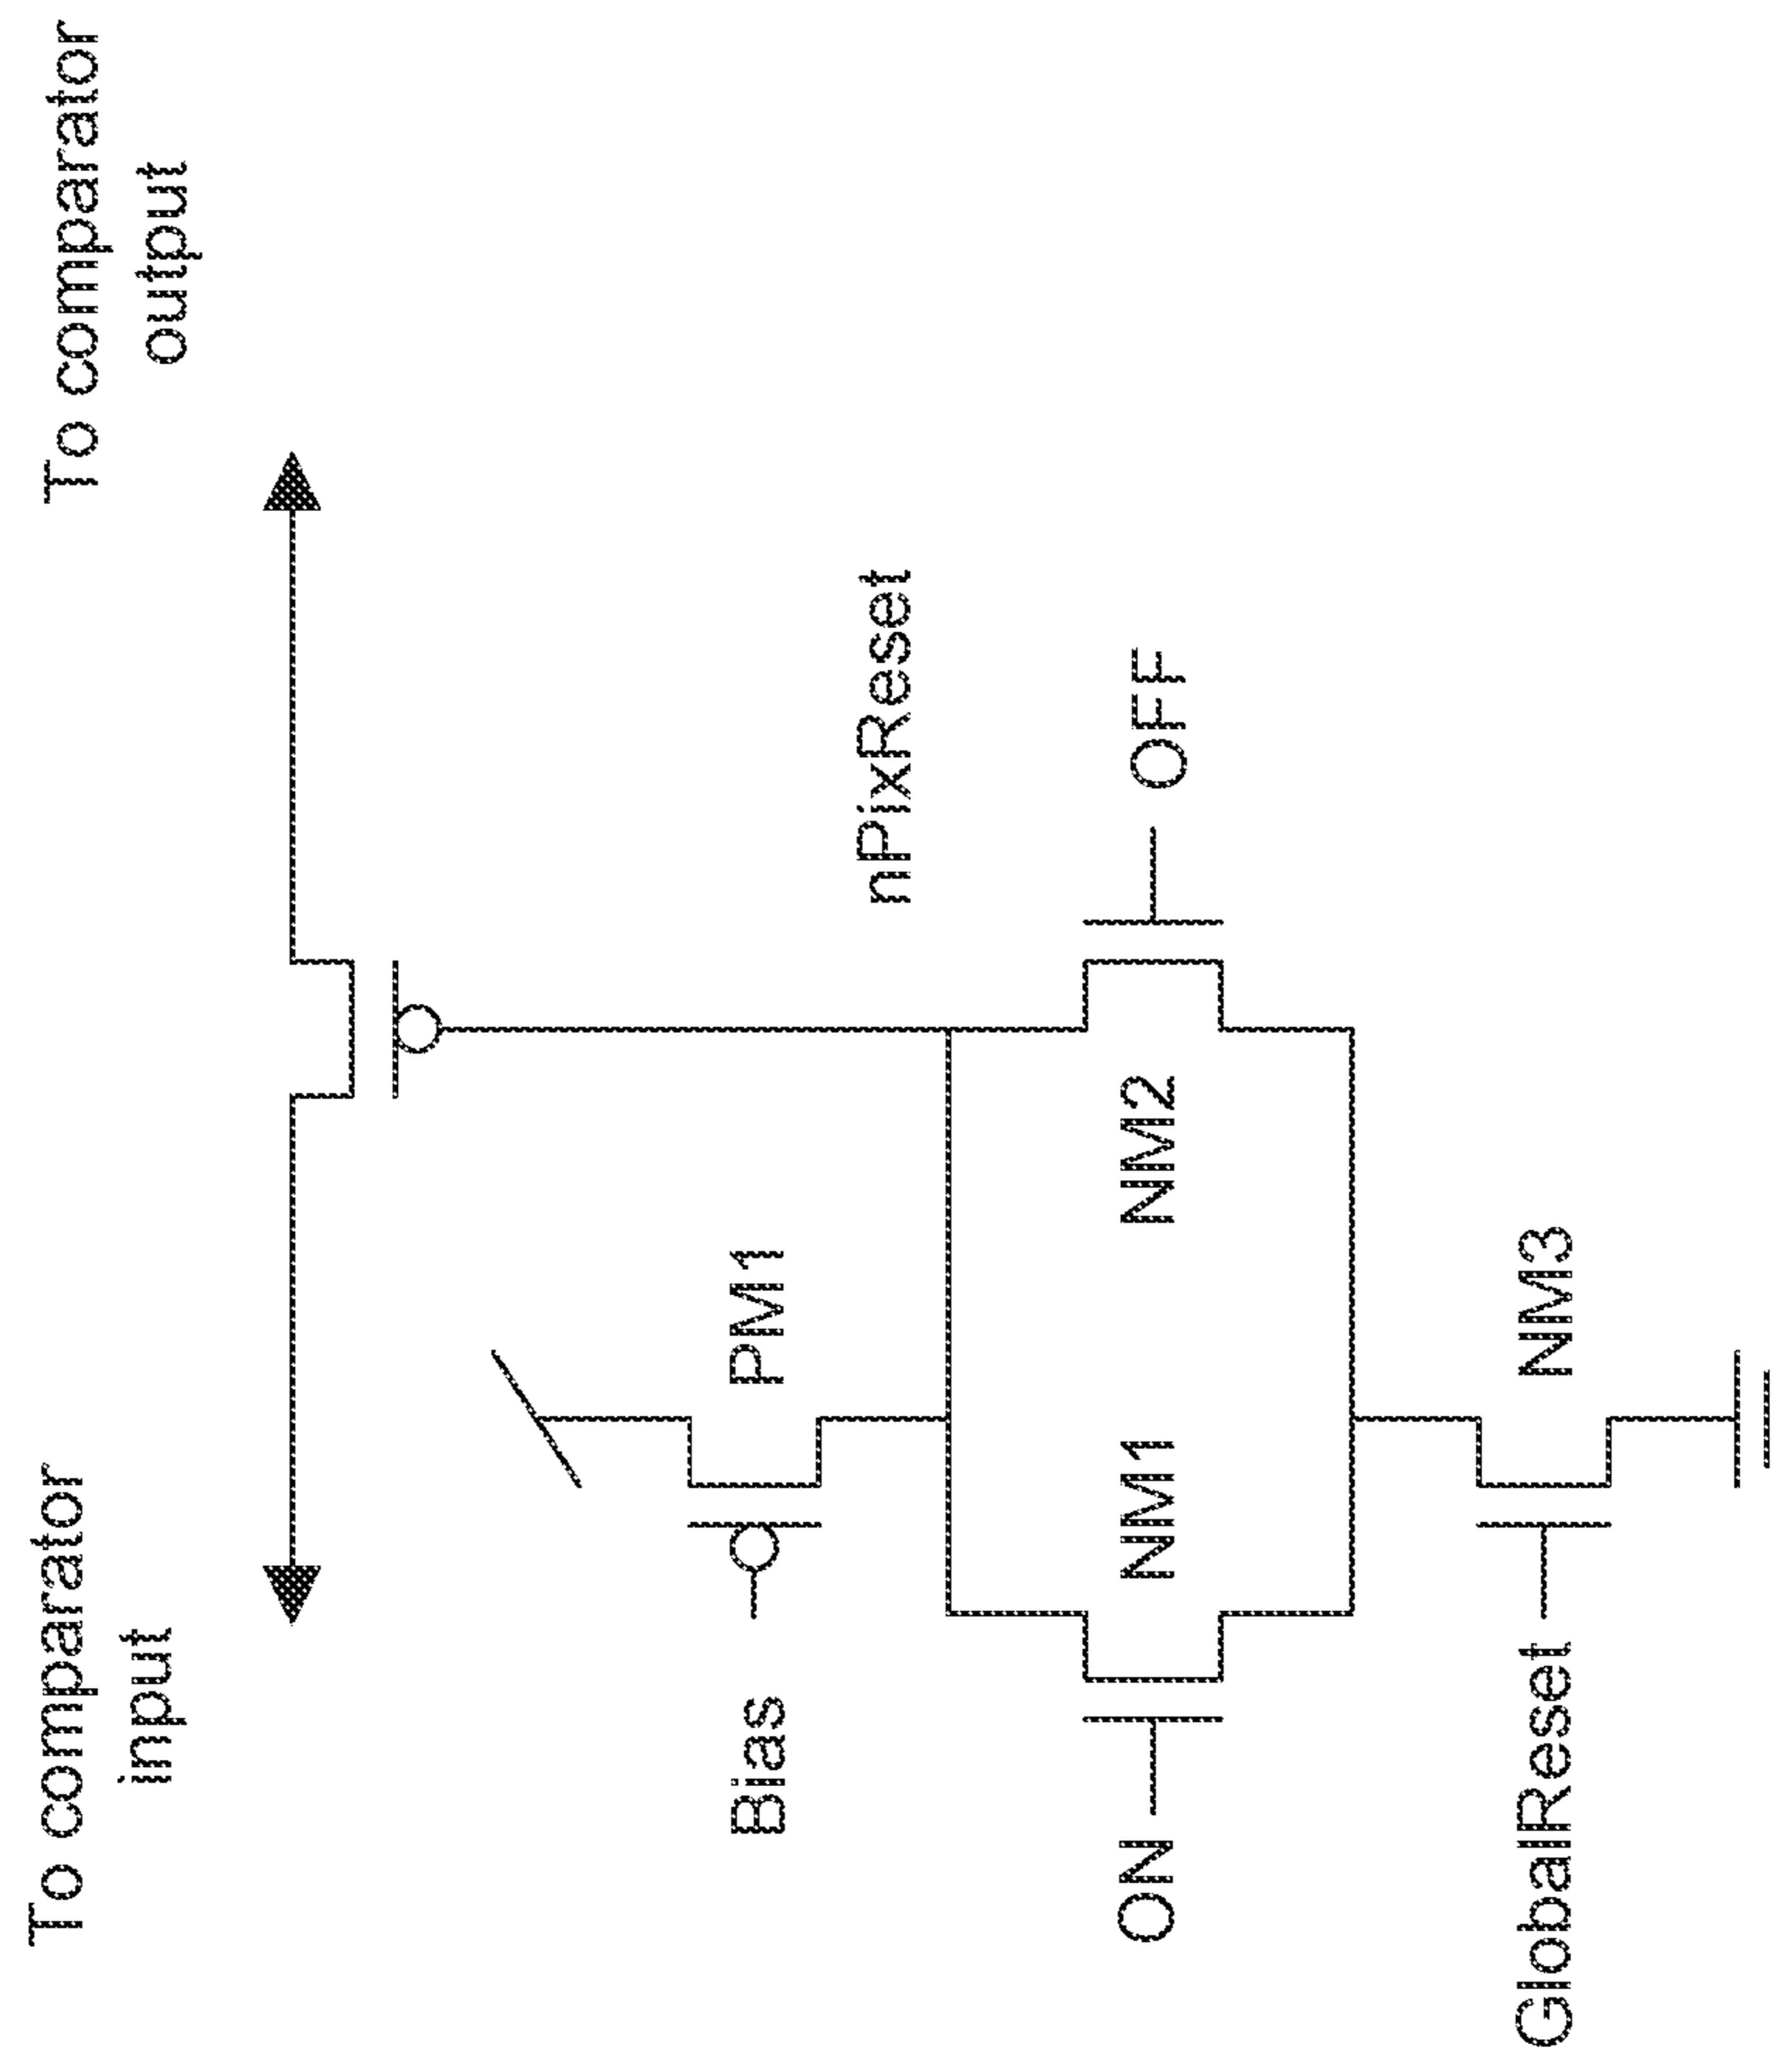 To comparator
input
To comparator
output
PM1
Bias
nPixReset
ON
NM1
NM2
OFF
GlobalReset
NM3